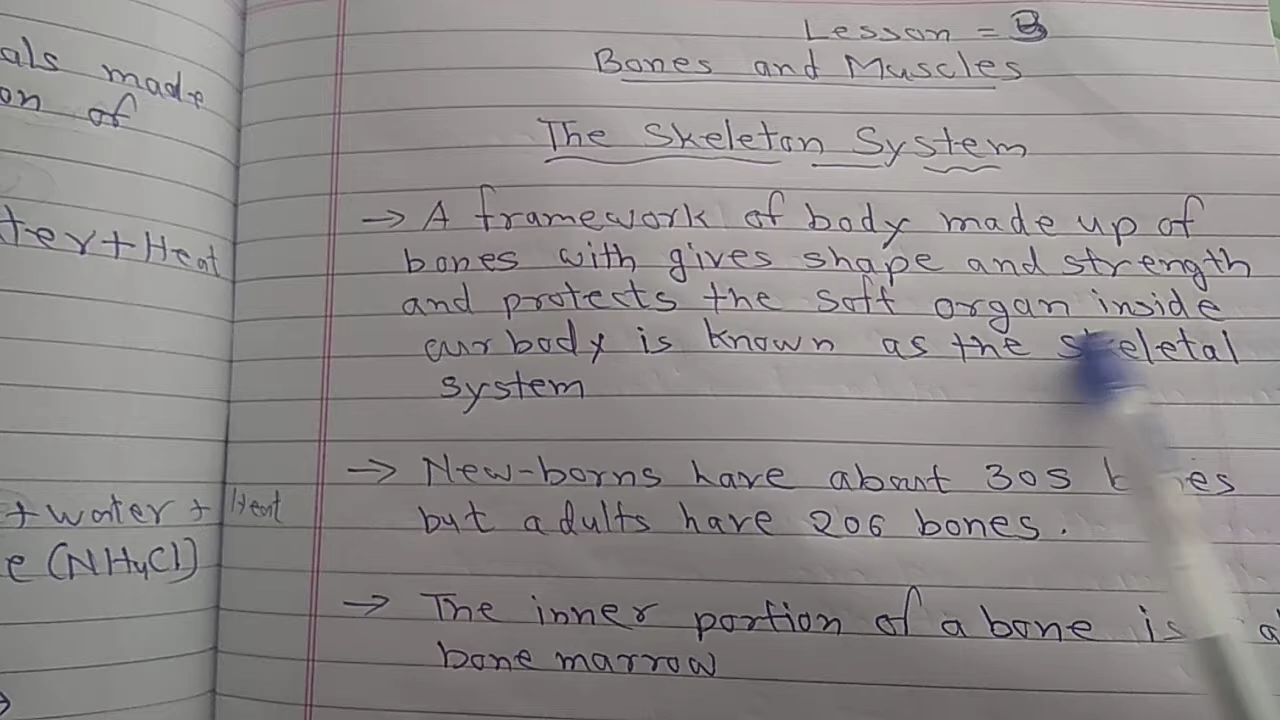 als made
on of
ter+Heat
+ water + Heat
e (NH4Cl)
Lesson = 3
Bones and Muscles
The Skeleton System
→ A framework of body made up of
bones with gives shape and strength
and protects the soft organ inside
our body is known as the skeletal
system
→ New-borns have about 305
but adults have 206 bones.
→ The inner portion of a bone is
bone marrow